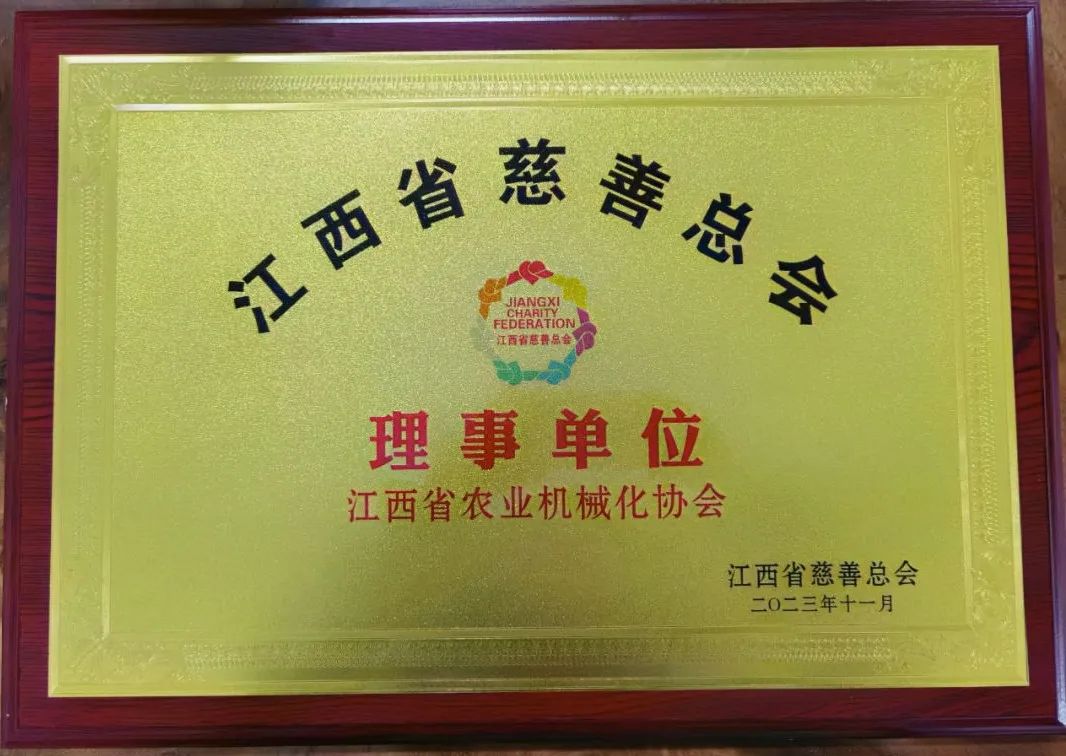 江西省慈善总会
JIANGXI
CHARITY
FEDERATION
江西省慈善总会
理事单位
江西省农业机械化协会
江西省慈善总会
二〇二三年十一月